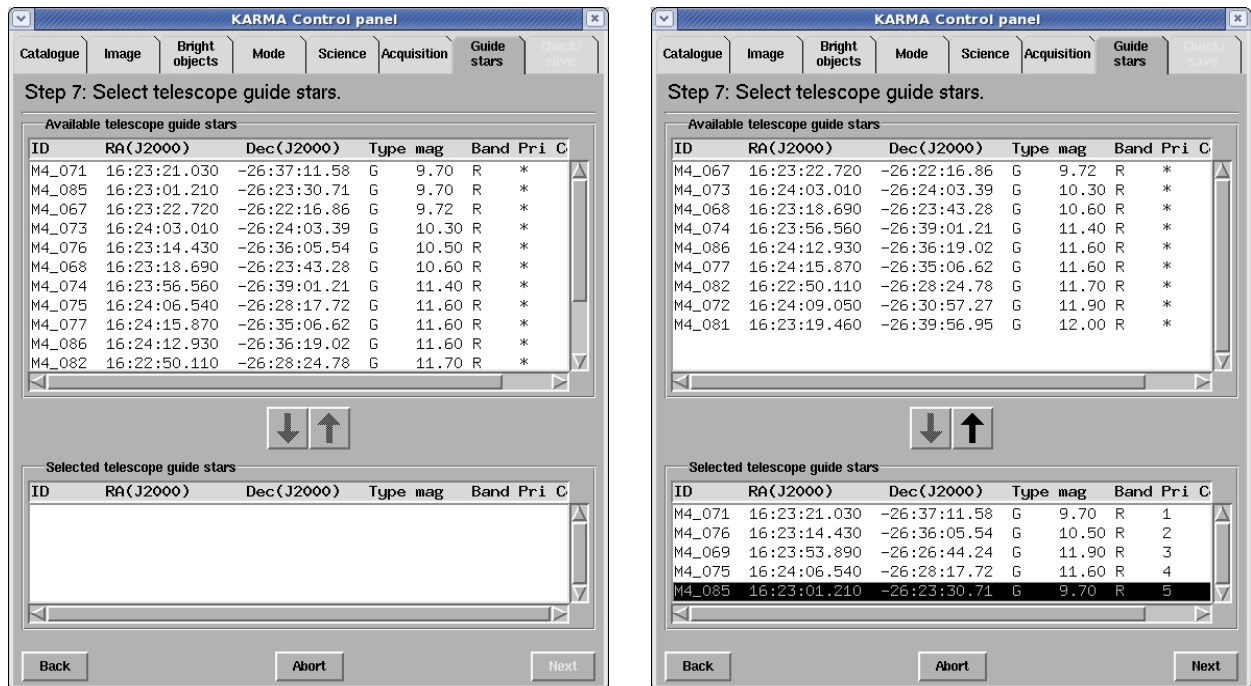 KARMA Control panel
Catalogue Image Bright objects Mode Science Acquisition Guide stars Check/ save
Step 7: Select telescope guide stars.
Available telescope guide stars
ID RA(J2000) Dec(J2000) Type mag Band Pri C
M4_071 16:23:21.030 -26:37:11.58 G 9.70 R *
M4_085 16:23:01.210 -26:23:30.71 G 9.70 R *
M4_067 16:23:22.720 -26:22:16.86 G 9.72 R *
M4_073 16:24:03.010 -26:24:03.39 G 10.30 R *
M4_076 16:23:14.430 -26:36:05.54 G 10.50 R *
M4_068 16:23:18.690 -26:23:43.28 G 10.60 R *
M4_074 16:23:56.560 -26:39:01.21 G 11.40 R *
M4_075 16:24:06.540 -26:28:17.72 G 11.60 R *
M4_077 16:24:15.870 -26:35:06.62 G 11.60 R *
M4_086 16:24:12.930 -26:36:19.02 G 11.60 R *
M4_082 16:22:50.110 -26:28:24.78 G 11.70 R *
Selected telescope guide stars
ID RA(J2000) Dec(J2000) Type mag Band Pri C
Back Abort Next
KARMA Control panel
Catalogue Image Bright objects Mode Science Acquisition Guide stars Check/ save
Step 7: Select telescope guide stars.
Available telescope guide stars
ID RA(J2000) Dec(J2000) Type mag Band Pri C
M4_067 16:23:22.720 -26:22:16.86 G 9.72 R *
M4_073 16:24:03.010 -26:24:03.39 G 10.30 R *
M4_068 16:23:18.690 -26:23:43.28 G 10.60 R *
M4_074 16:23:56.560 -26:39:01.21 G 11.40 R *
M4_086 16:24:12.930 -26:36:19.02 G 11.60 R *
M4_077 16:24:15.870 -26:35:06.62 G 11.60 R *
M4_082 16:22:50.110 -26:28:24.78 G 11.70 R *
M4_072 16:24:09.050 -26:30:57.27 G 11.90 R *
M4_081 16:23:19.460 -26:39:56.95 G 12.00 R *
Selected telescope guide stars
ID RA(J2000) Dec(J2000) Type mag Band Pri C
M4_071 16:23:21.030 -26:37:11.58 G 9.70 R 1
M4_076 16:23:14.430 -26:36:05.54 G 10.50 R 2
M4_069 16:23:53.890 -26:26:44.24 G 11.90 R 3
M4_075 16:24:06.540 -26:28:17.72 G 11.60 R 4
M4_085 16:23:01.210 -26:23:30.71 G 9.70 R 5
Back Abort Next